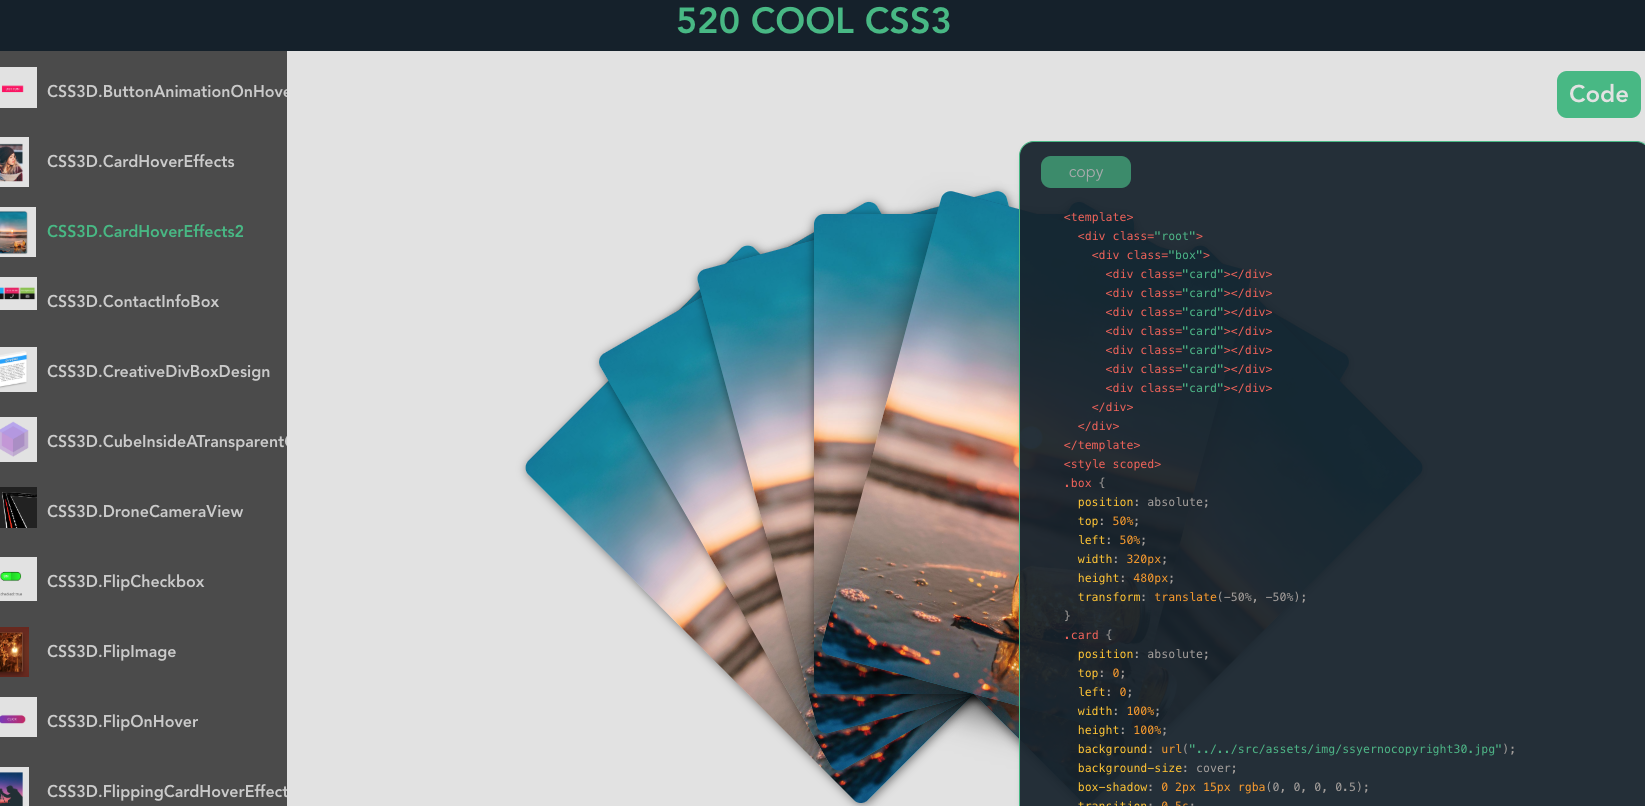 520 COOL CSS3
CSS3D.ButtonAnimationOnHove
CSS3D.CardHoverEffects
CSS3D.CardHoverEffects2
CSS3D.ContactInfoBox
CSS3D.CreativeDivBoxDesign
CSS3D.CubeInsideATransparent
CSS3D.DroneCameraView
CSS3D.FlipCheckbox
CSS3D.FlipImage
CSS3D.FlipOnHover
CSS3D.FlippingCardHoverEffect
Code
copy
<template>
<div class="root">
<div class="box">
<div class="card"></div>
<div class="card"></div>
<div class="card"></div>
<div class="card"></div>
<div class="card"></div>
<div class="card"></div>
<div class="card"></div>
</div>
</div>
</template>
<style scoped>
.box {
position: absolute;
top: 50%;
left: 50%;
width: 320px;
height: 480px;
transform: translate(-50%, -50%);
}
.card {
position: absolute;
top: 0;
left: 0;
width: 100%;
height: 100%;
background: url("../../src/assets/img/ssyernocopyright30.jpg");
background-size: cover;
box-shadow: 0 2px 15px rgba(0, 0, 0, 0.5);
transition: 0.5s;